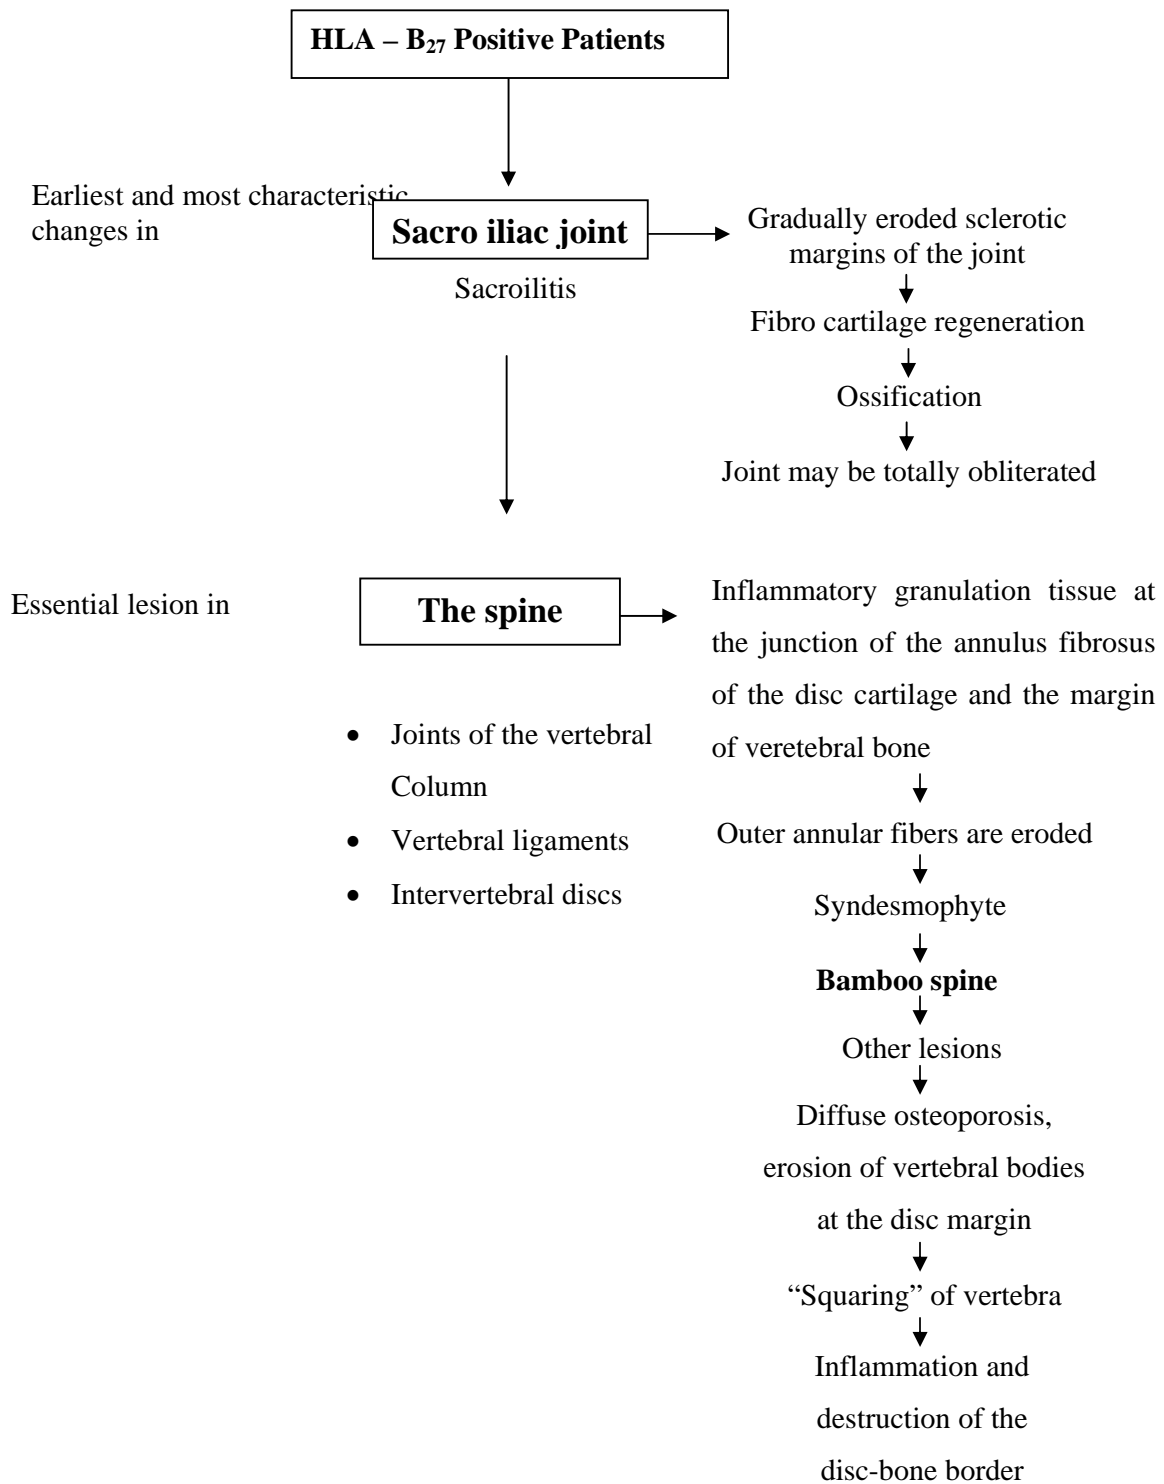 HLA – B27 Positive Patients
Earliest and most characteristic
changes in
Sacro iliac joint
Sacroilitis
Gradually eroded sclerotic
margins of the joint
Fibro cartilage regeneration
Ossification
Joint may be totally obliterated
Essential lesion in
The spine
• Joints of the vertebral
Column
• Vertebral ligaments
• Intervertebral discs
Inflammatory granulation tissue at
the junction of the annulus fibrosus
of the disc cartilage and the margin
of veretebral bone
Outer annular fibers are eroded
Syndesmophyte
Bamboo spine
Other lesions
Diffuse osteoporosis,
erosion of vertebral bodies
at the disc margin
“Squaring” of vertebra
Inflammation and
destruction of the
disc-bone border